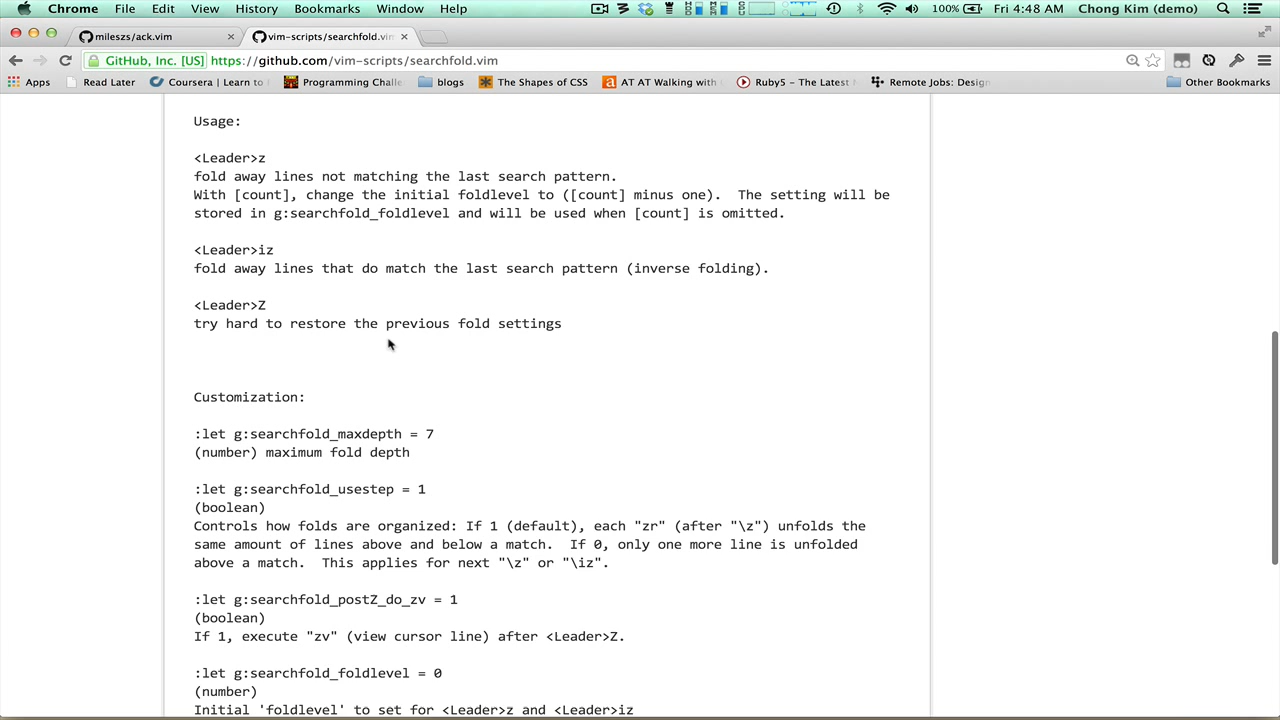 Chrome File Edit View History Bookmarks Window Help 100% Fri 4:48 AM Chong Kim (demo)
mileszs/ack.vim vim-scripts/searchfold.vim
GitHub, Inc. [US] https://github.com/vim-scripts/searchfold.vim
Apps Read Later Coursera | Learn to Programming Challe blogs The Shapes of CSS AT AT Walking with Ruby5 - The Latest Remote Jobs: Desig Other Bookmarks
Usage:
<Leader>z
fold away lines not matching the last search pattern.
With [count], change the initial foldlevel to ([count] minus one). The setting will be
stored in g:searchfold_foldlevel and will be used when [count] is omitted.
<Leader>iz
fold away lines that do match the last search pattern (inverse folding).
<Leader>Z
try hard to restore the previous fold settings
Customization:
:let g:searchfold_maxdepth = 7
(number) maximum fold depth
:let g:searchfold_usestep = 1
(boolean)
Controls how folds are organized: If 1 (default), each "zr" (after "\z") unfolds the
same amount of lines above and below a match. If 0, only one more line is unfolded
above a match. This applies for next "\z" or "\iz".
:let g:searchfold_postZ_do_zv = 1
(boolean)
If 1, execute "zv" (view cursor line) after <Leader>Z.
:let g:searchfold_foldlevel = 0
(number)
Initial 'foldlevel' to set for <Leader>z and <Leader>iz